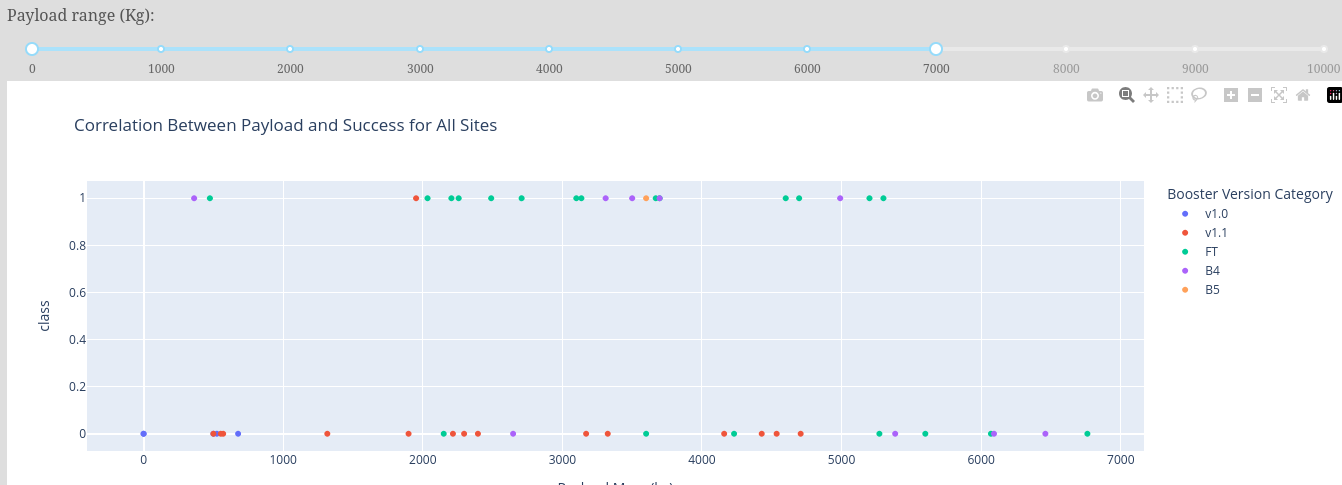 Payload range (Kg):
0 1000 2000 3000 4000 5000 6000 7000 8000 9000 10000
Correlation Between Payload and Success for All Sites
Booster Version Category
v1.0
v1.1
FT
B4
B5
class
1
0.8
0.6
0.4
0.2
0
0 1000 2000 3000 4000 5000 6000 7000